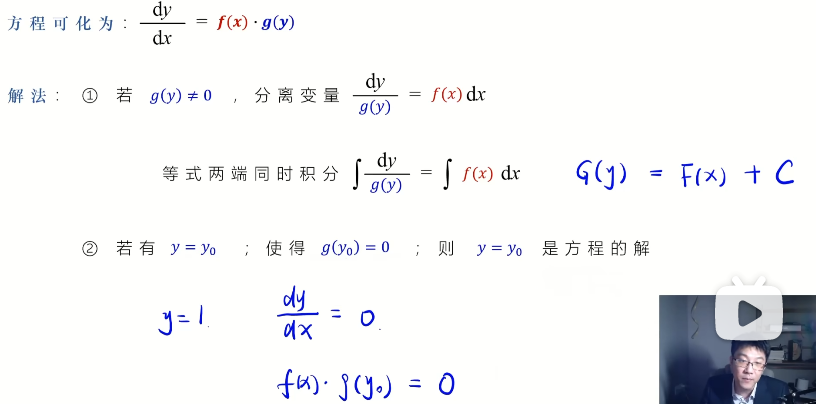 方程可化为: dy/dx = f(x)·g(y)
解法: ① 若 g(y)≠0 , 分离变量 dy/g(y) = f(x)dx
等式两端同时积分 ∫dy/g(y) = ∫ f(x) dx G(y) = F(x) + C
② 若有 y=y₀ ; 使得 g(y₀)=0 ; 则 y=y₀ 是方程的解
y=1. dy/dx = 0.
f(x)·g(y₀) = 0